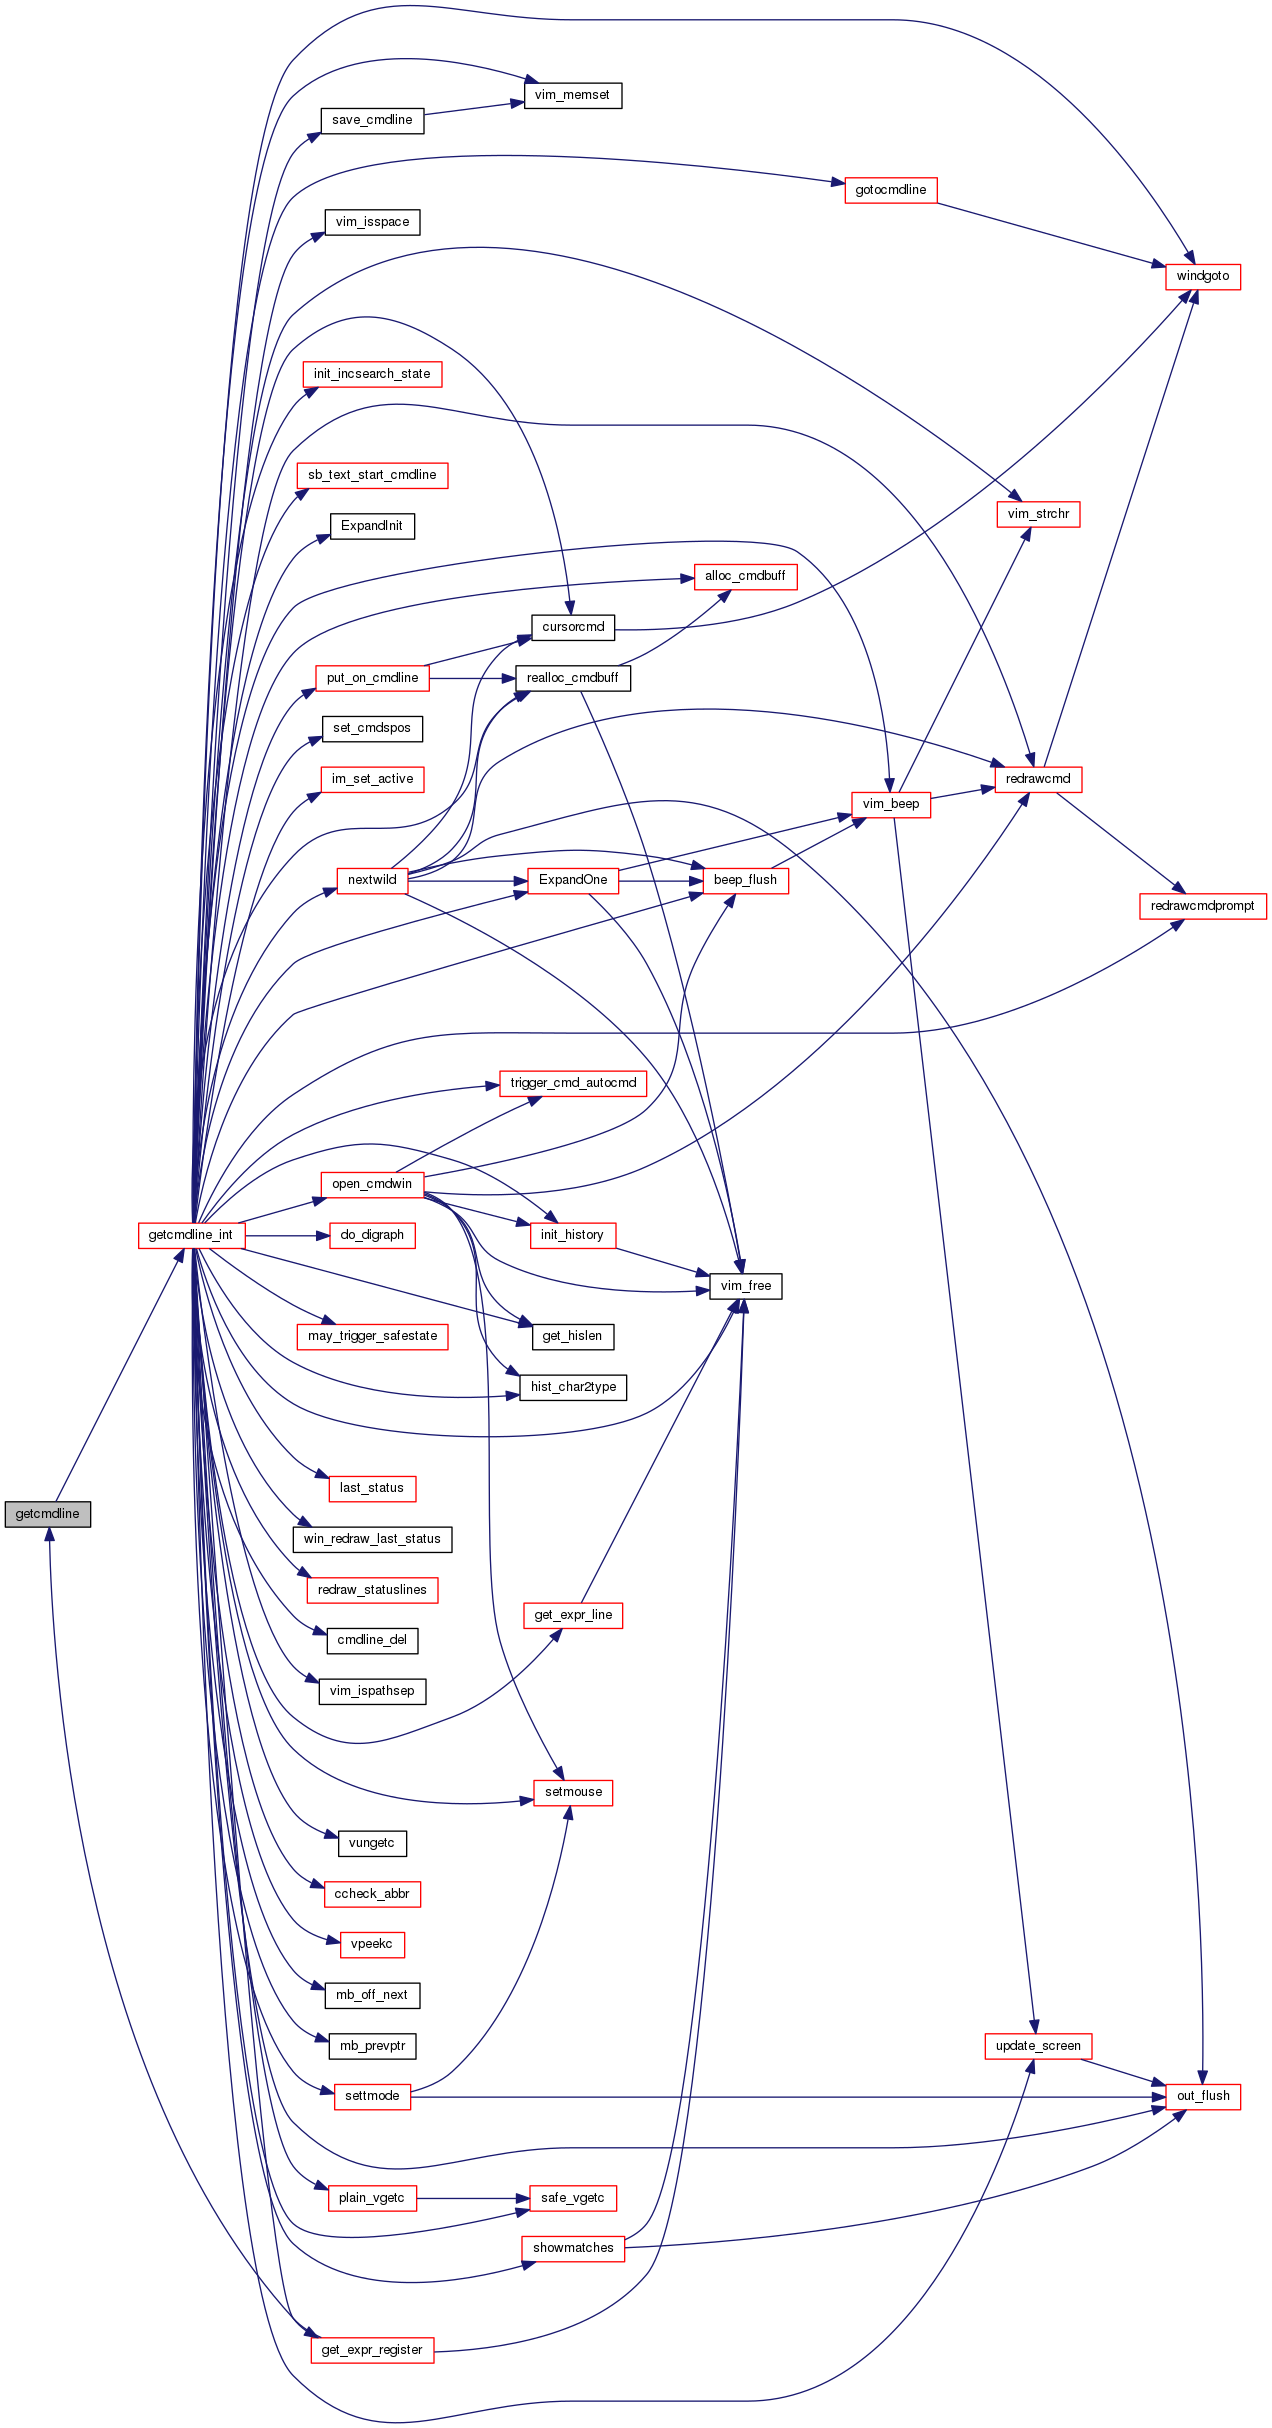 vim_memset
save_cmdline
gotocmdline
vim_isspace
windgoto
init_incsearch_state
sb_text_start_cmdline
vim_strchr
ExpandInit
alloc_cmdbuff
cursorcmd
put_on_cmdline
realloc_cmdbuff
set_cmdspos
im_set_active
redrawcmd
vim_beep
nextwild
ExpandOne
beep_flush
redrawcmdprompt
trigger_cmd_autocmd
open_cmdwin
getcmdline_int
do_digraph
init_history
vim_free
may_trigger_safestate
get_hislen
hist_char2type
last_status
getcmdline
win_redraw_last_status
redraw_statuslines
get_expr_line
cmdline_del
vim_ispathsep
setmouse
vungetc
ccheck_abbr
vpeekc
mb_off_next
mb_prevptr
update_screen
settmode
out_flush
plain_vgetc
safe_vgetc
showmatches
get_expr_register